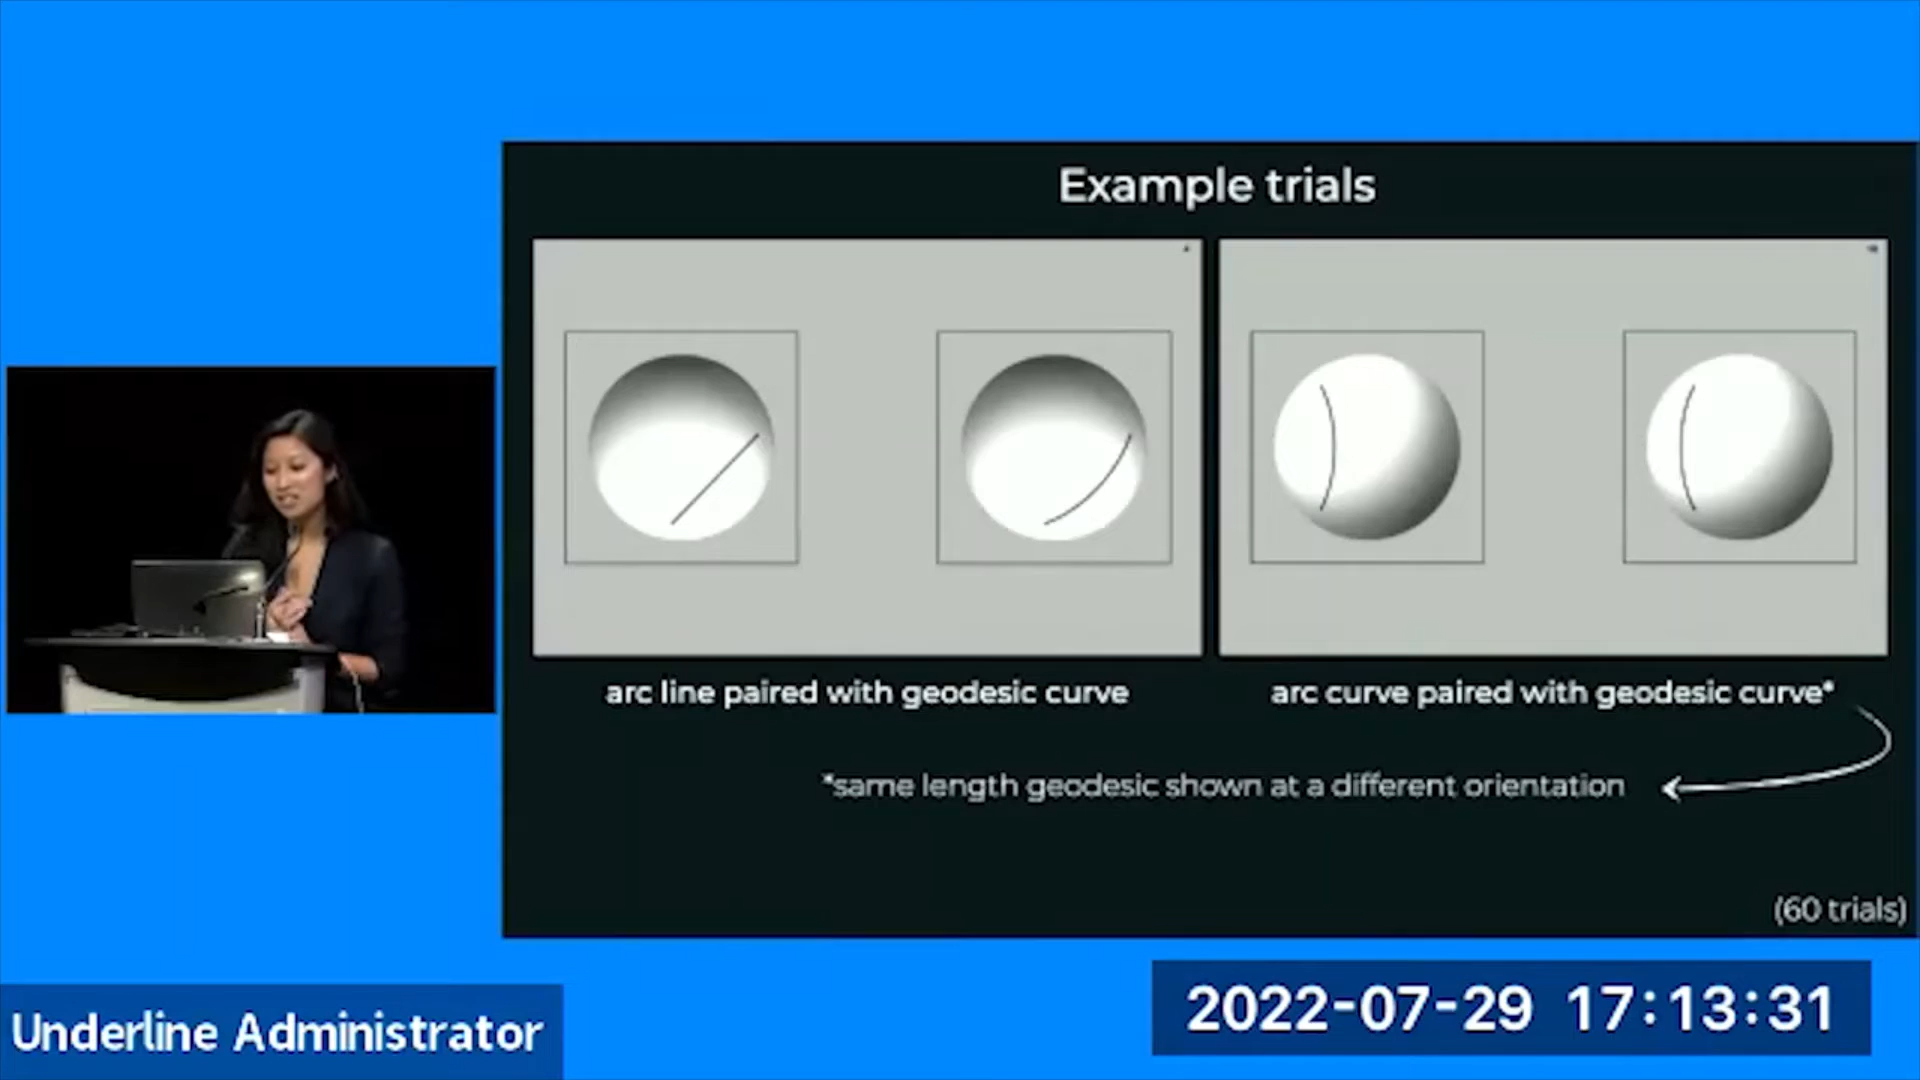 Example trials
arc line paired with geodesic curve
arc curve paired with geodesic curve*
*same length geodesic shown at a different orientation
(60 trials)
Underline Administrator
2022-07-29 17:13:31